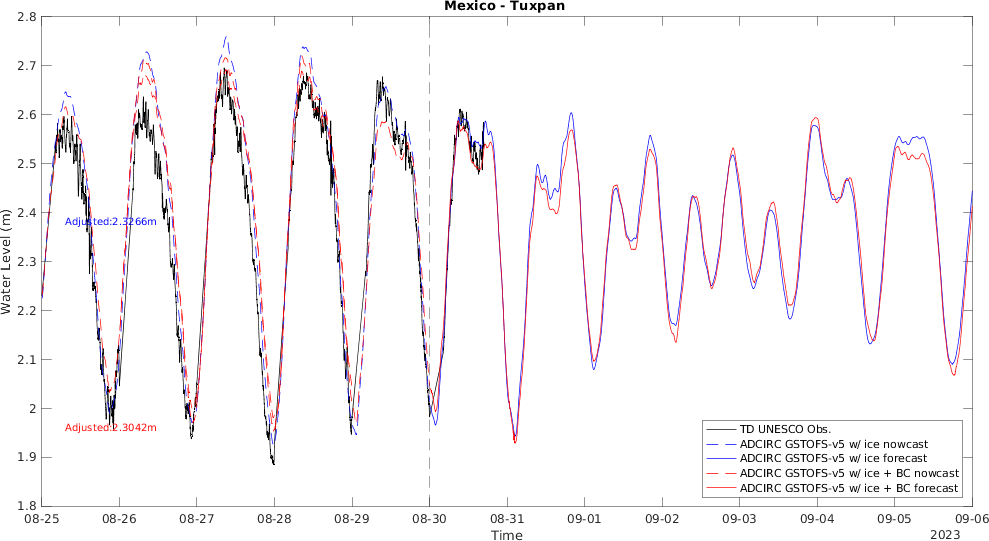 Mexico - Tuxpan
Water Level (m)
2.8
2.7
2.6
2.5
2.4
2.3
2.2
2.1
2
1.9
1.8
Adjusted:2.3266m
Adjusted:2.3042m
TD UNESCO Obs.
ADCIRC GSTOFS-v5 w/ ice nowcast
ADCIRC GSTOFS-v5 w/ ice forecast
ADCIRC GSTOFS-v5 w/ ice + BC nowcast
ADCIRC GSTOFS-v5 w/ ice + BC forecast
08-25 08-26 08-27 08-28 08-29 08-30 08-31 09-01 09-02 09-03 09-04 09-05 09-06
Time
2023